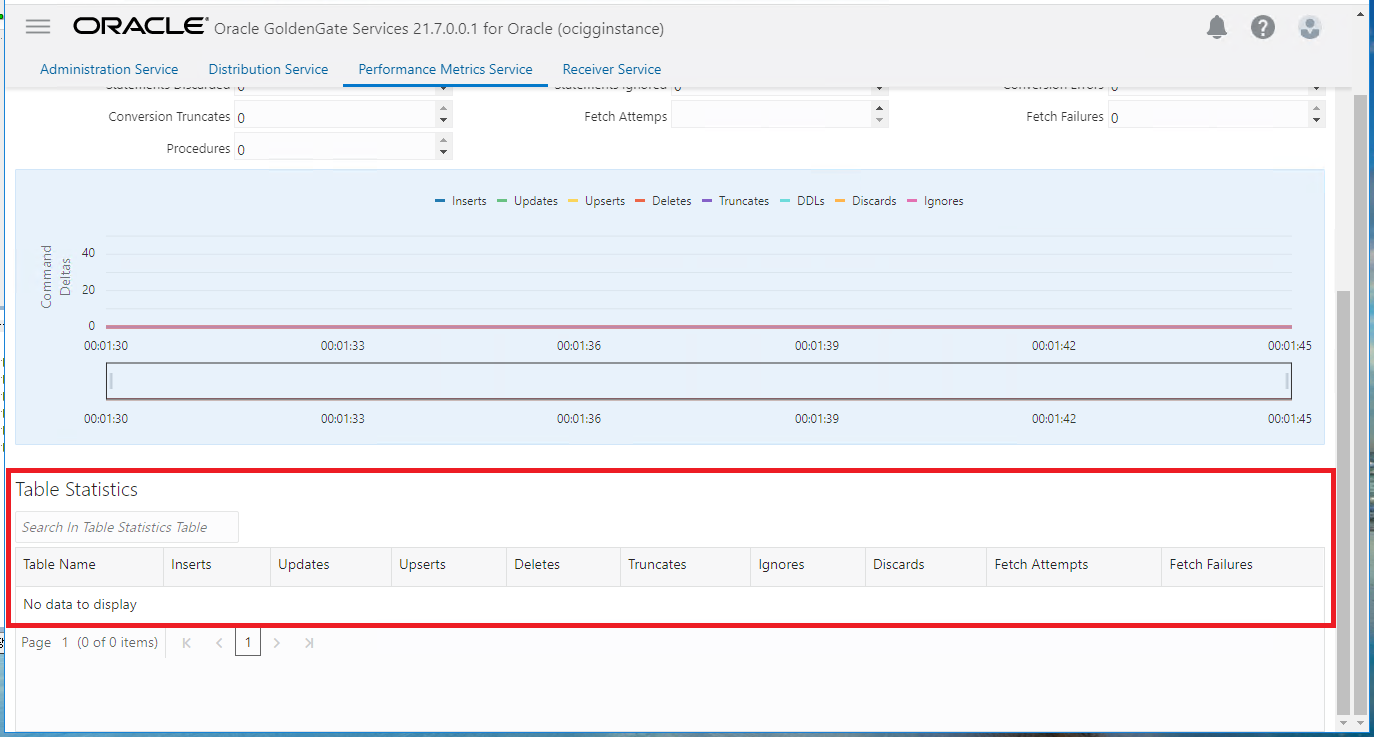 ORACLE® Oracle GoldenGate Services 21.7.0.0.1 for Oracle (ocigginstance)
Administration Service Distribution Service Performance Metrics Service Receiver Service
Statements Discarded 0 Statements Ignored 0 Conversion Errors 0
Conversion Truncates 0 Fetch Attemps Fetch Failures 0
Procedures 0
Inserts Updates Upserts Deletes Truncates DDLs Discards Ignores
Command
Deltas
40
20
0
00:01:30 00:01:33 00:01:36 00:01:39 00:01:42 00:01:45
00:01:30 00:01:33 00:01:36 00:01:39 00:01:42 00:01:45
Table Statistics
Search In Table Statistics Table
Table Name Inserts Updates Upserts Deletes Truncates Ignores Discards Fetch Attempts Fetch Failures
No data to display
Page 1 (0 of 0 items) 1